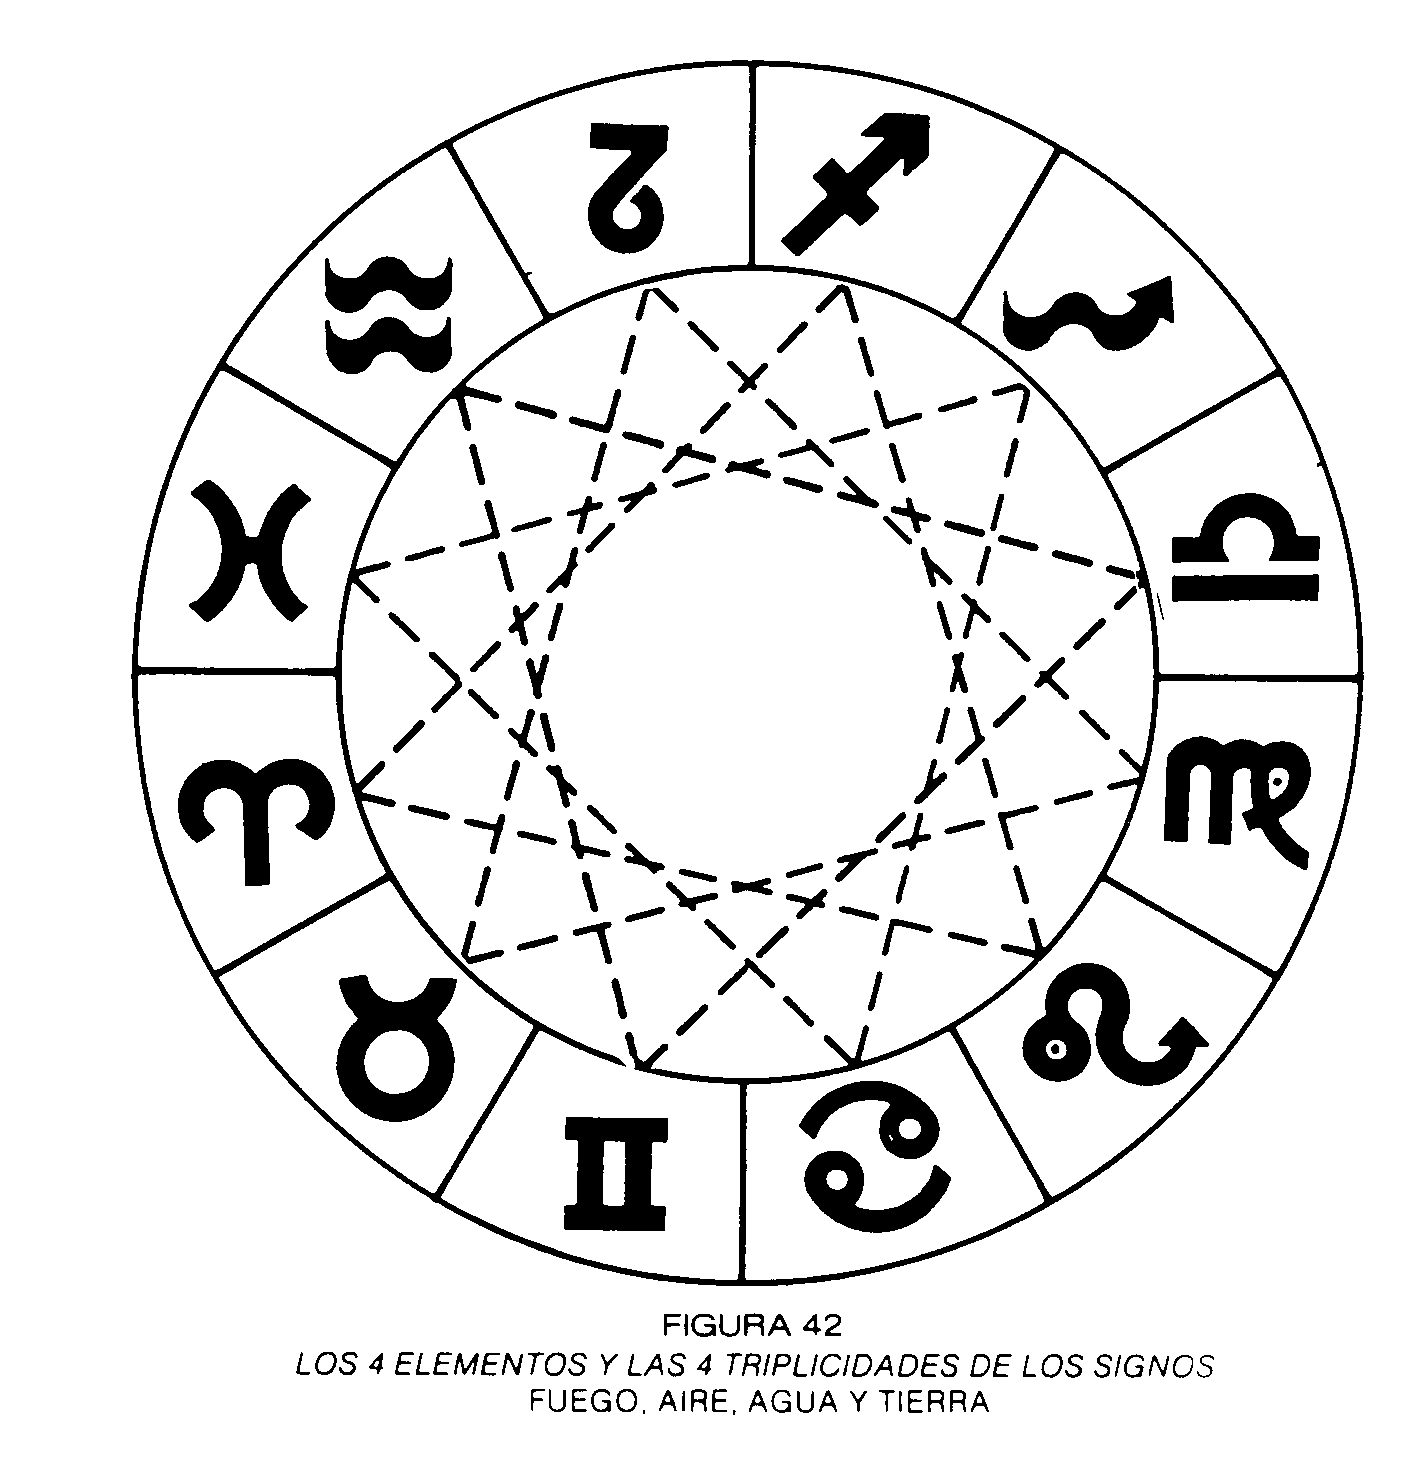 FIGURA 42
LOS 4 ELEMENTOS Y LAS 4 TRIPLICIDADES DE LOS SIGNOS
FUEGO, AIRE, AGUA Y TIERRA